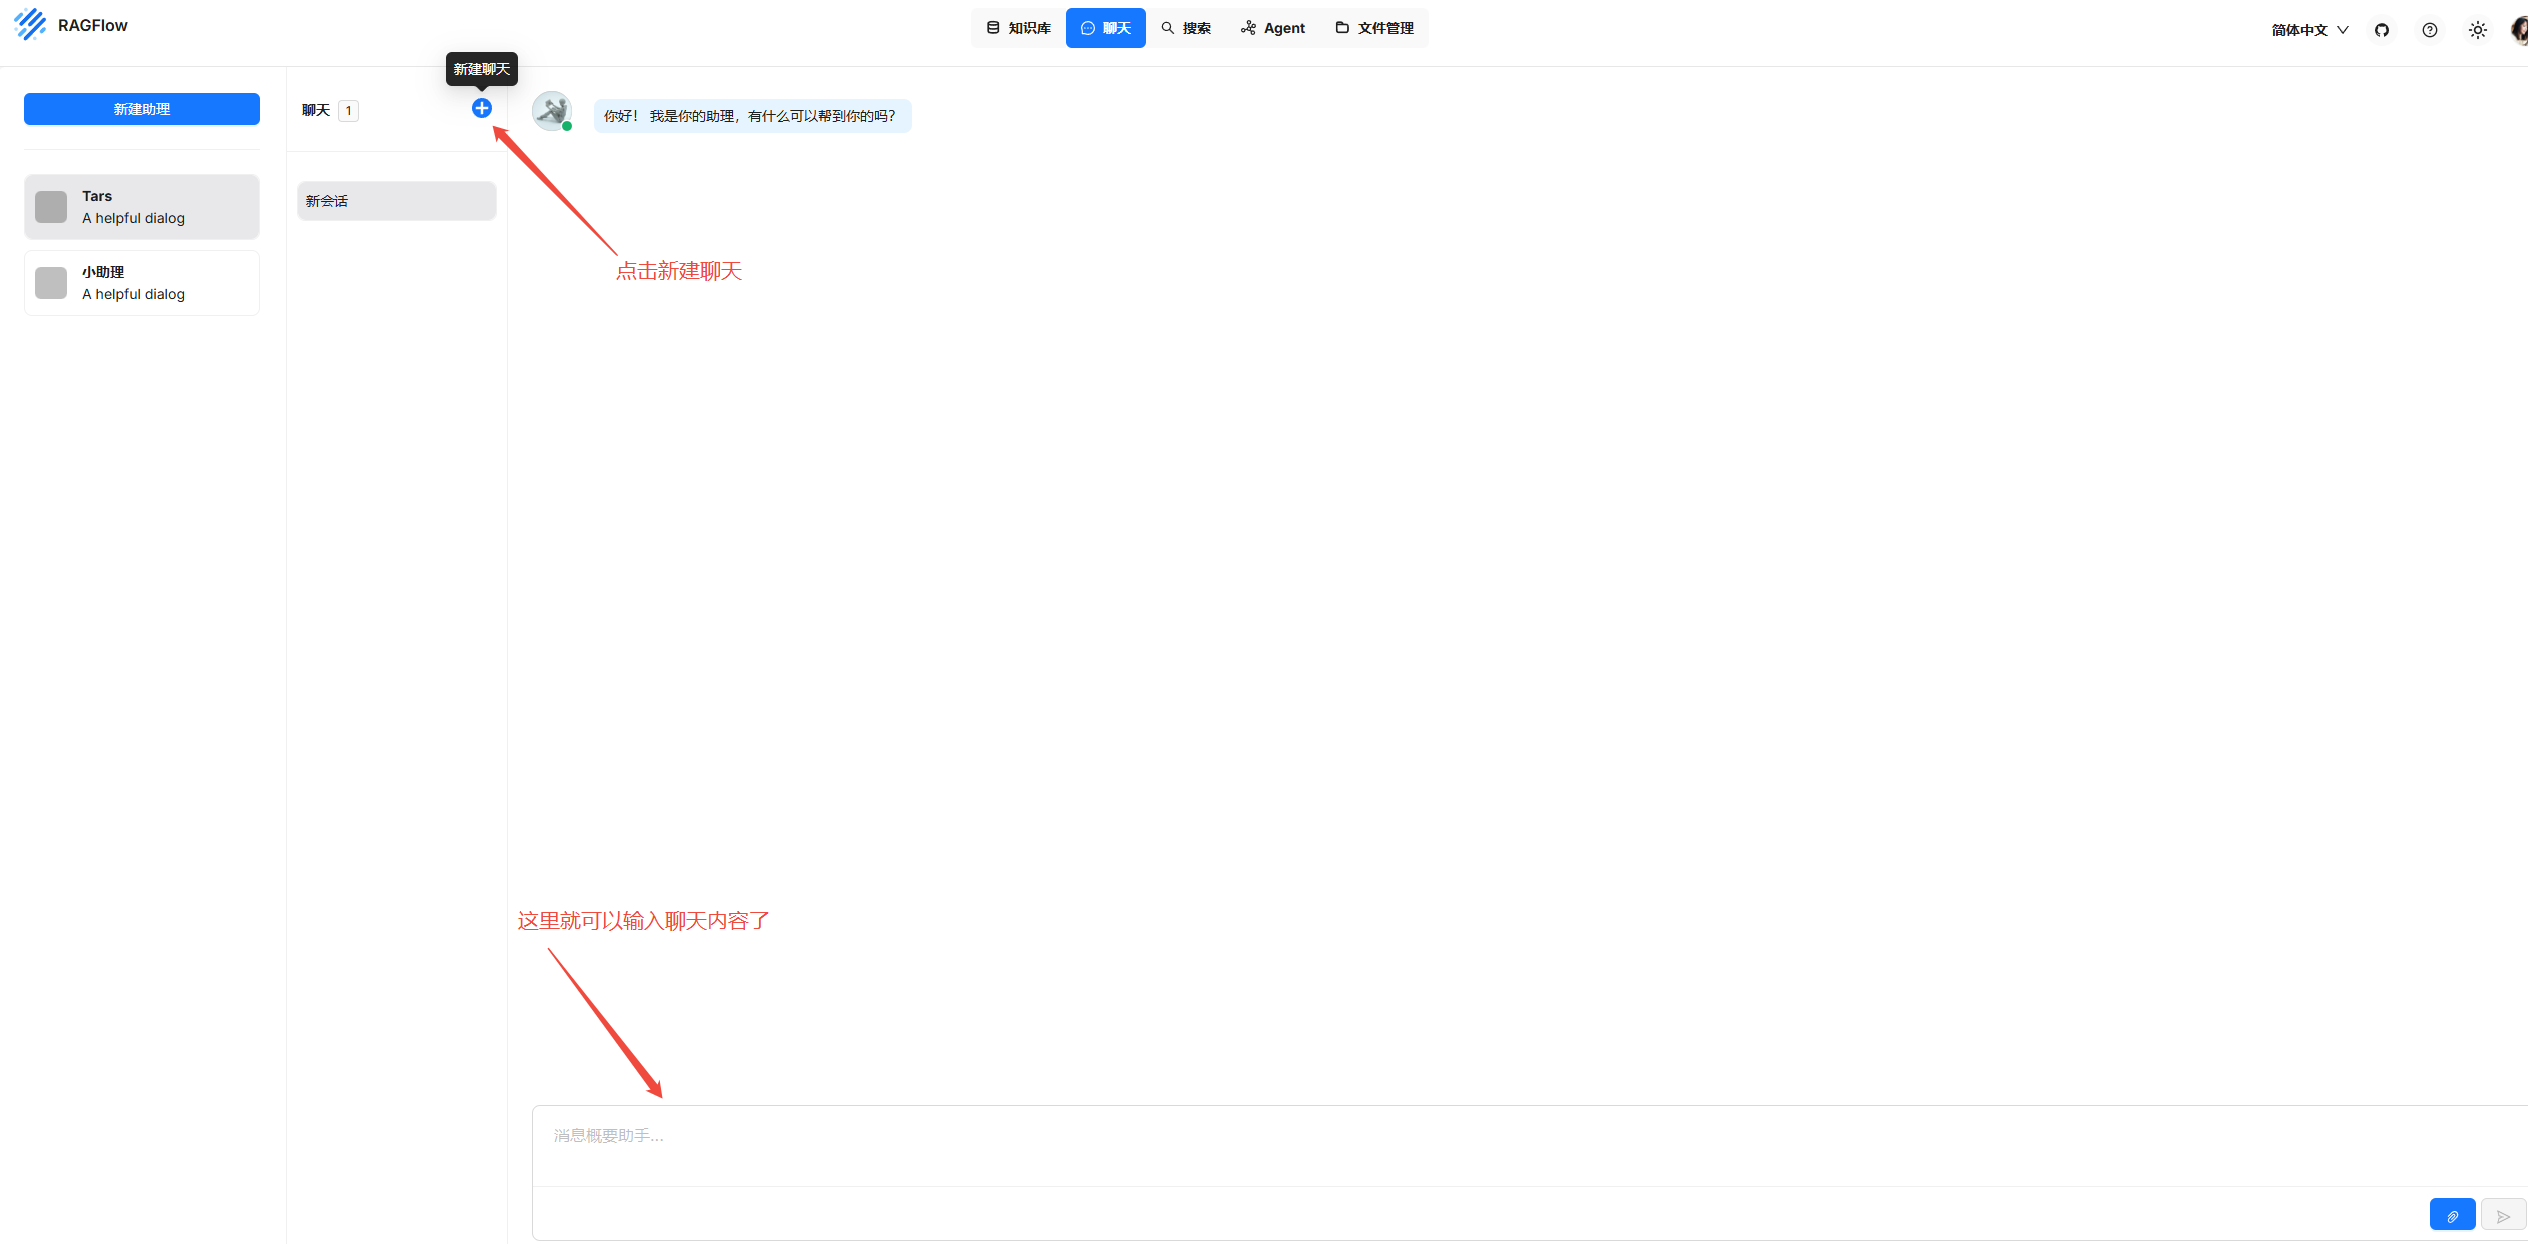 RAGFlow
知识库
聊天
搜索
Agent
文件管理
简体中文
新建聊天
新建助理
聊天 1
你好！ 我是你的助理，有什么可以帮到你的吗？
Tars
A helpful dialog
新会话
小助理
A helpful dialog
点击新建聊天
这里就可以输入聊天内容了
消息概要助手...